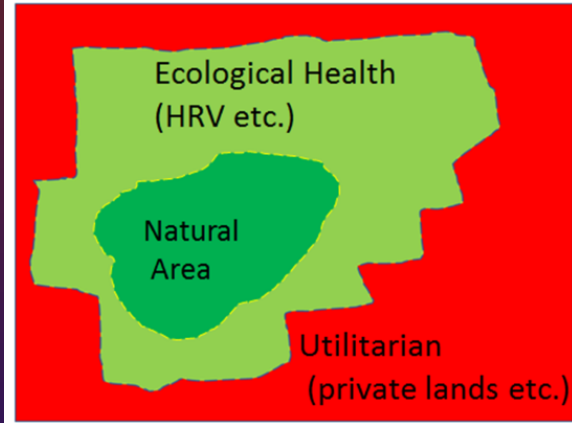 Ecological Health
(HRV etc.)
Natural
Area
Utilitarian
(private lands etc.)